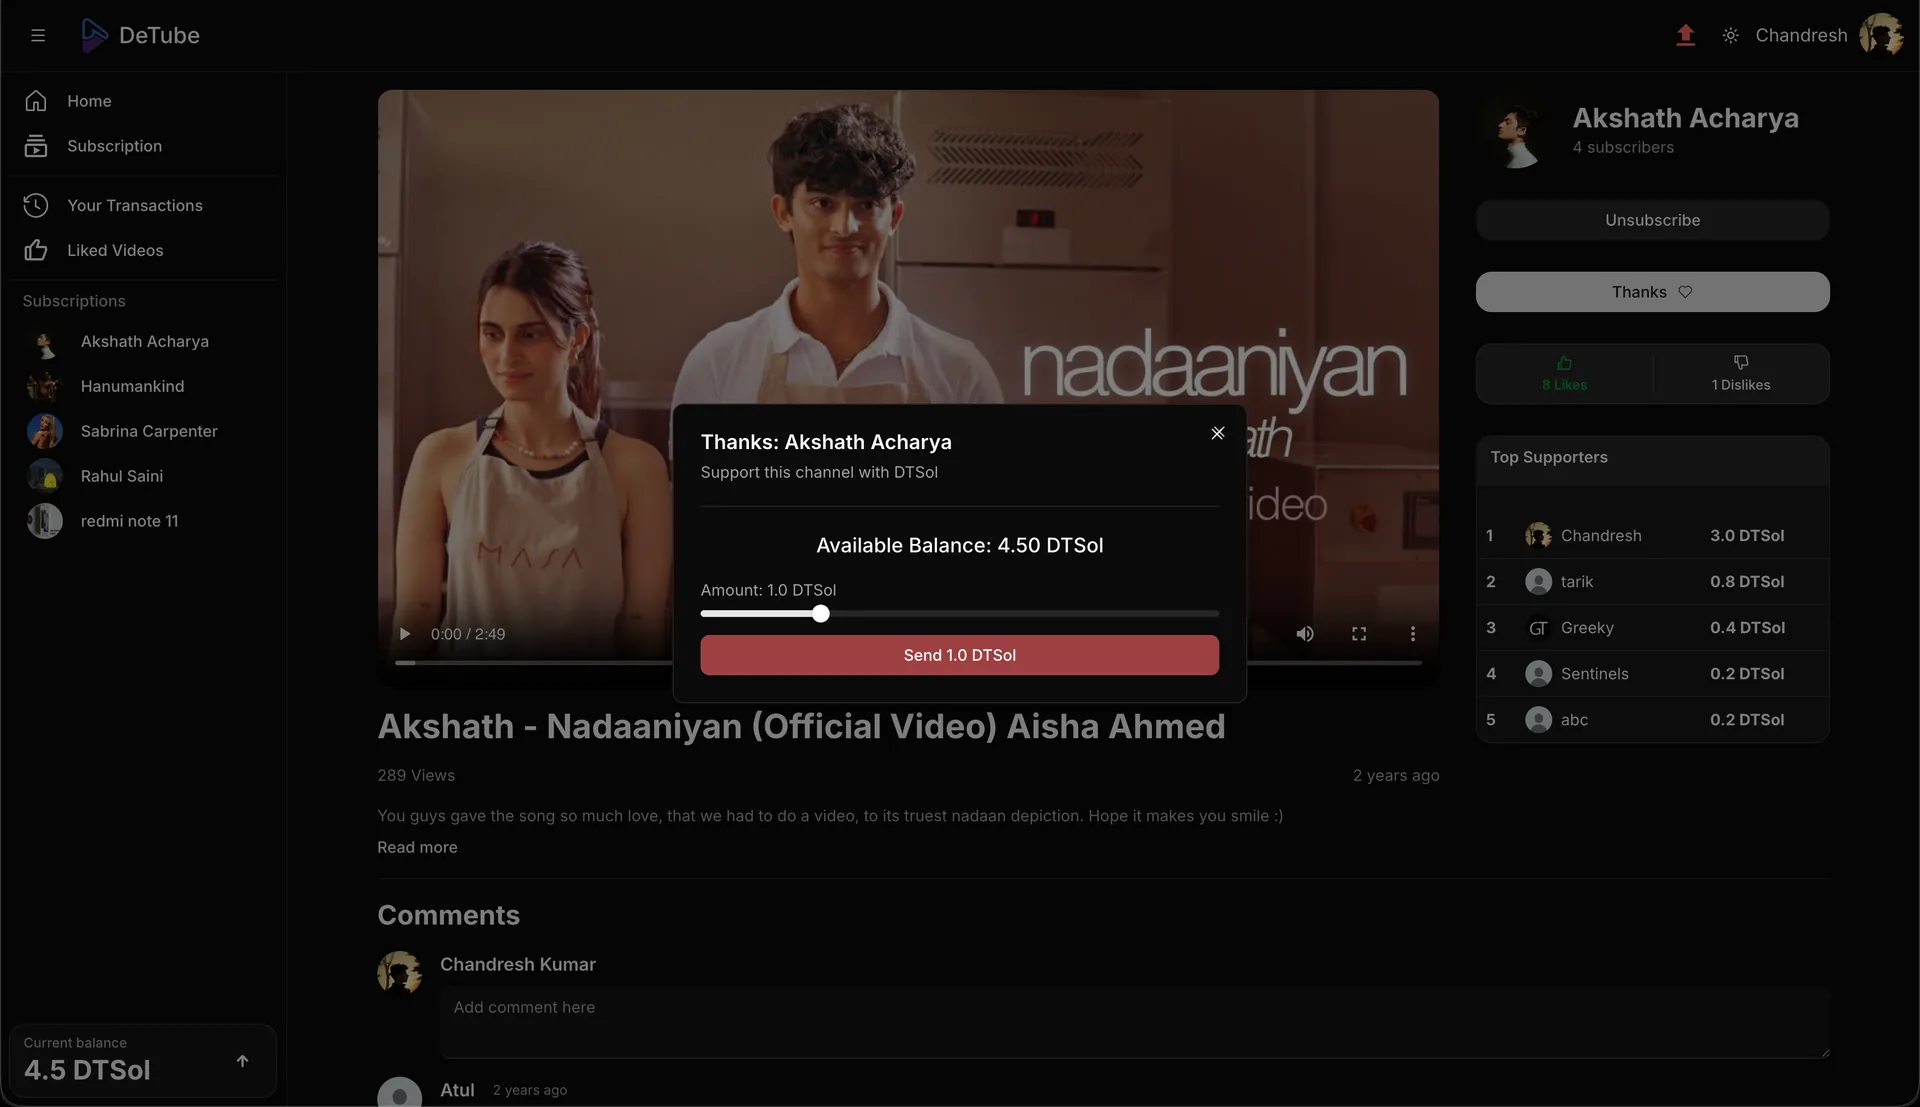 DeTube
Chandresh
Home
Subscription
Your Transactions
Liked Videos
Subscriptions
Akshath Acharya
Hanumankind
Sabrina Carpenter
Rahul Saini
redmi note 11
Current balance
4.5 DTSol
nadaaniyan
ath
ideo
MASA
0:00 / 2:49
Thanks: Akshath Acharya
Support this channel with DTSol
Available Balance: 4.50 DTSol
Amount: 1.0 DTSol
Send 1.0 DTSol
Akshath - Nadaaniyan (Official Video) Aisha Ahmed
289 Views
2 years ago
You guys gave the song so much love, that we had to do a video, to its truest nadaan depiction. Hope it makes you smile :)
Read more
Comments
Chandresh Kumar
Add comment here
Atul 2 years ago
Akshath Acharya
4 subscribers
Unsubscribe
Thanks
8 Likes
1 Dislikes
Top Supporters
1 Chandresh 3.0 DTSol
2 tarik 0.8 DTSol
3 GT Greeky 0.4 DTSol
4 Sentinels 0.2 DTSol
5 abc 0.2 DTSol